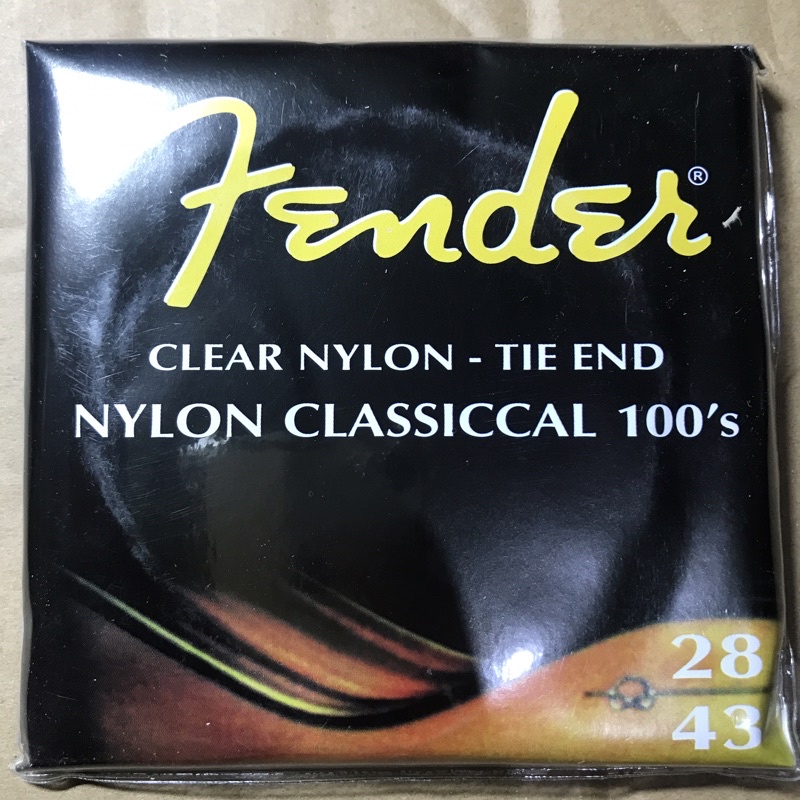 Fender®
CLEAR NYLON - TIE END
NYLON CLASSICCAL 100's
28
43